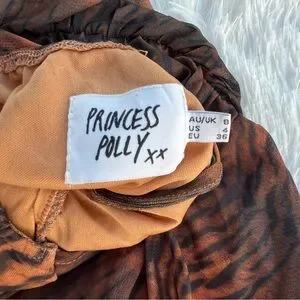 PRINCESS
POLLY xx
AU/UK 8
US 4
EU 36